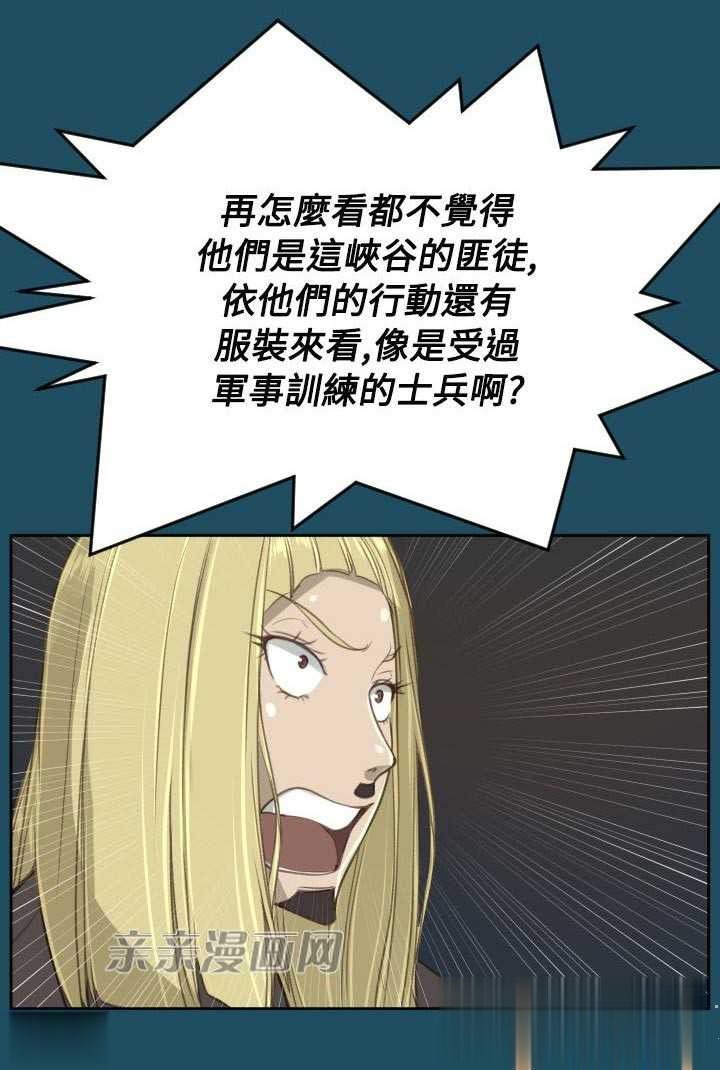 再怎麼看都不覺得
他們是這峽谷的匪徒,
依他們的行動還有
服裝來看,像是受過
軍事訓練的士兵啊?
亲亲漫画网